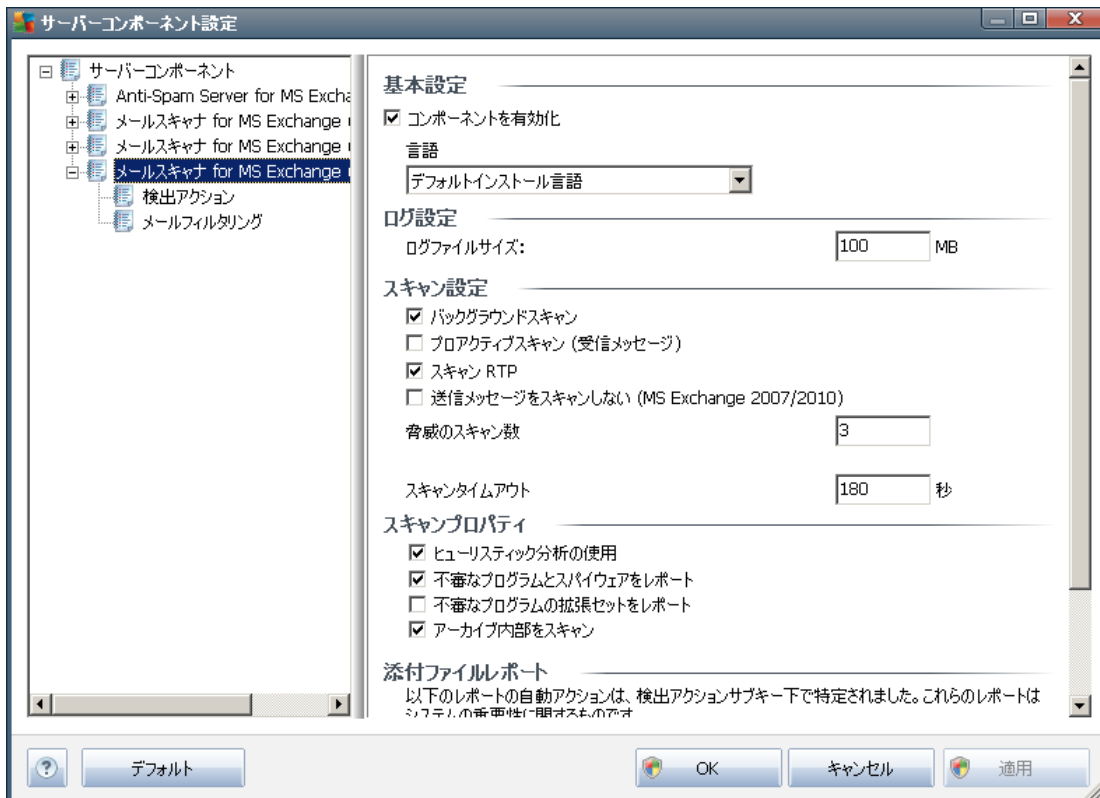 サーバーコンポーネント設定
サーバーコンポーネント
Anti-Spam Server for MS Excha
メールスキャナ for MS Exchange
メールスキャナ for MS Exchange
メールスキャナ for MS Exchange
検出アクション
メールフィルタリング
基本設定
コンポーネントを有効化
言語
デフォルトインストール言語
ログ設定
ログファイルサイズ: 100 MB
スキャン設定
バックグラウンドスキャン
プロアクティブスキャン (受信メッセージ)
スキャン RTP
送信メッセージをスキャンしない (MS Exchange 2007/2010)
脅威のスキャン数 3
スキャンタイムアウト 180 秒
スキャンプロパティ
ヒューリスティック分析の使用
不審なプログラムとスパイウェアをレポート
不審なプログラムの拡張セットをレポート
アーカイブ内部をスキャン
添付ファイルレポート
以下のレポートの自動アクションは、検出アクションサブキー下で特定されました。これらのレポートは
システムの重要性に関するものです
? デフォルト OK キャンセル 適用